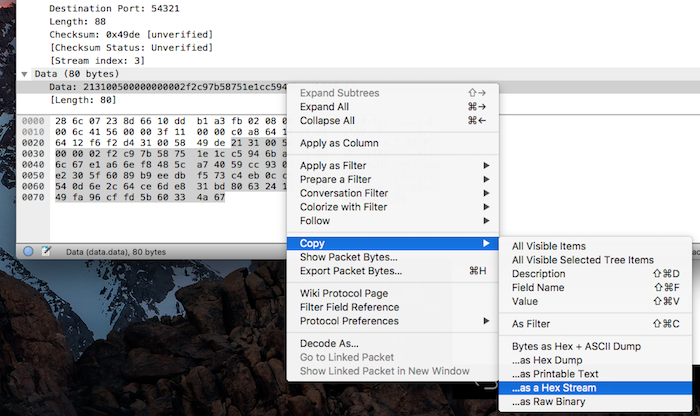 Destination Port: 54321
Length: 88
Checksum: 0x49de [unverified]
[Checksum Status: Unverified]
[Stream index: 3]
Data (80 bytes)
Data: 213100500000000002f2c97b58751e1cc594
[Length: 80]
0000 28 6c 07 23 8d 66 10 dd b1 a3 fb 02 08 0
0010 00 6c 41 56 00 00 3f 11 00 00 c0 a8 64 1
0020 64 12 f6 f2 d4 31 00 58 49 de 21 31 00 5
0030 00 00 02 f2 c9 7b 58 75 1e 1c c5 94 6b a
0040 6c 67 e1 a6 6e f8 48 5c a7 40 59 cc 93 0
0050 e2 30 5f 60 89 b9 ee db f5 73 c4 eb 0c c
0060 54 0d 6e 2c 64 ce 6d e8 31 bd 80 63 24 1
0070 49 fa 96 cf fd 5b 60 33 4a 67
Data (data.data), 80 bytes
Expand Subtrees ⇧→
Expand All ⌘→
Collapse All ⌘←
Apply as Column
Apply as Filter
Prepare a Filter
Conversation Filter
Colorize with Filter
Follow
Copy
Show Packet Bytes...
Export Packet Bytes... ⌘H
Wiki Protocol Page
Filter Field Reference
Protocol Preferences
Decode As...
Go to Linked Packet
Show Linked Packet in New Window
All Visible Items
All Visible Selected Tree Items
Description ⇧⌘D
Field Name ⇧⌘F
Value ⇧⌘V
As Filter ⇧⌘C
Bytes as Hex + ASCII Dump
...as Hex Dump
...as Printable Text
...as a Hex Stream
...as Raw Binary